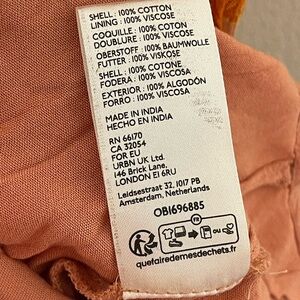 SHELL : 100% COTTON
LINING : 100% VISCOSE
COQUILLE : 100% COTON
DOUBLURE : 100% VISCOSE
OBERSTOFF : 100% BAUMWOLLE
FUTTER : 100% VISKOSE
SHELL : 100% COTONE
FODERA : 100% VISCOSA
EXTERIOR : 100% ALGODÓN
FORRO : 100% VISCOSA
MADE IN INDIA
HECHO EN INDIA
RN 66170
CA 32054
FOR EU
URBN UK Ltd.
146 Brick Lane,
LONDON E1 6RU
Leidsestraat 32, 1017 PB
Amsterdam, Netherlands
OB1696885
FR
OU
quefairedemesdechets.fr